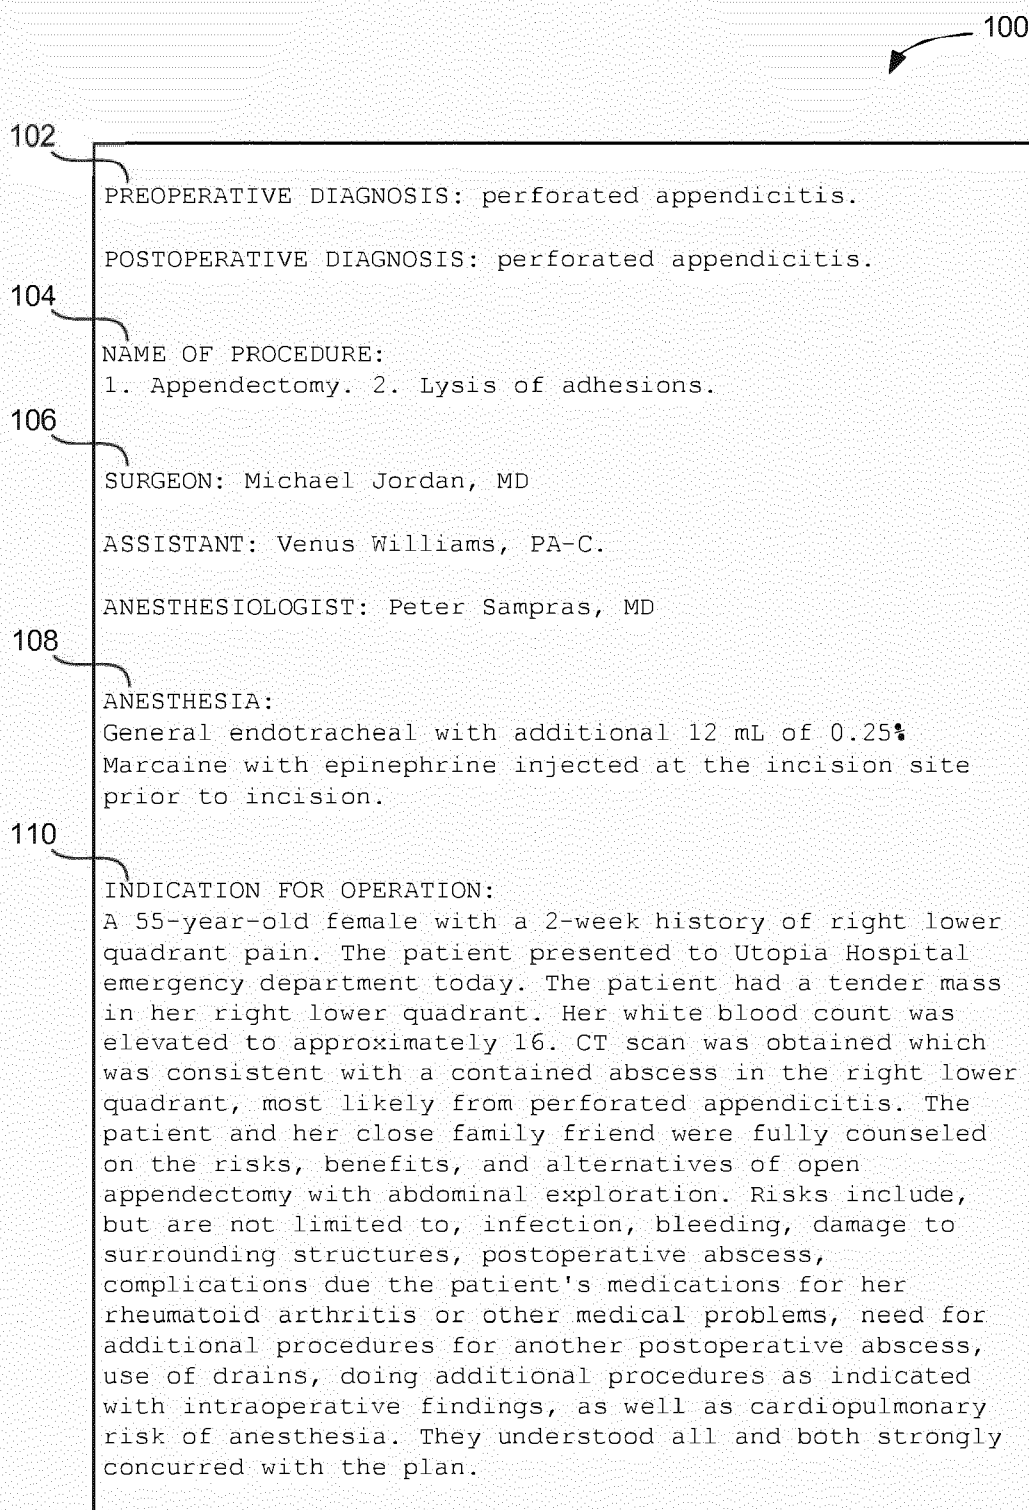 100
102
PREOPERATIVE DIAGNOSIS: perforated appendicitis.
POSTOPERATIVE DIAGNOSIS: perforated appendicitis.
104
NAME OF PROCEDURE:
1. Appendectomy. 2. Lysis of adhesions.
106
SURGEON: Michael Jordan, MD
ASSISTANT: Venus Williams, PA-C.
ANESTHESIOLOGIST: Peter Sampras, MD
108
ANESTHESIA:
General endotracheal with additional 12 mL of 0.25%
Marcaine with epinephrine injected at the incision site
prior to incision.
110
INDICATION FOR OPERATION:
A 55-year-old female with a 2-week history of right lower
quadrant pain. The patient presented to Utopia Hospital
emergency department today. The patient had a tender mass
in her right lower quadrant. Her white blood count was
elevated to approximately 16. CT scan was obtained which
was consistent with a contained abscess in the right lower
quadrant, most likely from perforated appendicitis. The
patient and her close family friend were fully counseled
on the risks, benefits, and alternatives of open
appendectomy with abdominal exploration. Risks include,
but are not limited to, infection, bleeding, damage to
surrounding structures, postoperative abscess,
complications due the patient's medications for her
rheumatoid arthritis or other medical problems, need for
additional procedures for another postoperative abscess,
use of drains, doing additional procedures as indicated
with intraoperative findings, as well as cardiopulmonary
risk of anesthesia. They understood all and both strongly
concurred with the plan.